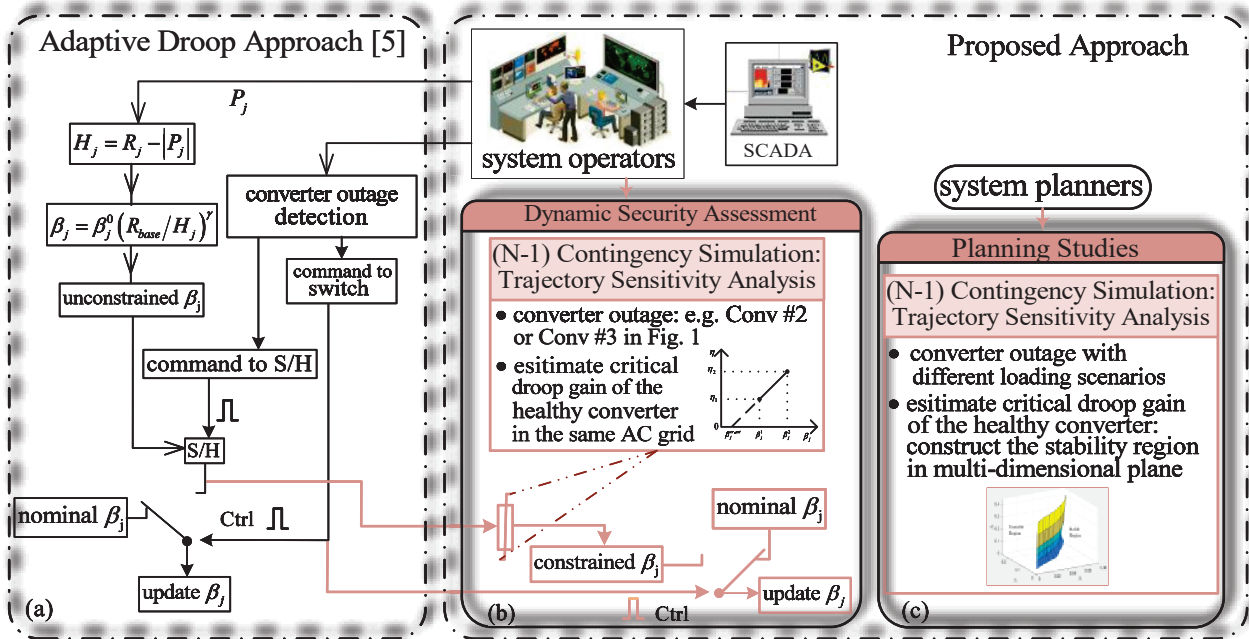 Adaptive Droop Approach [5]
P_j
H_j = R_j − |P_j|
β_j = β_j^0 (R_base/H_j)^γ
unconstrained β_j
converter outage
detection
command to
switch
command to S/H
S/H
nominal β_j
Ctrl
update β_j
(a)
Proposed Approach
system operators
SCADA
Dynamic Security Assessment
(N-1) Contingency Simulation:
Trajectory Sensitivity Analysis
● converter outage: e.g. Conv #2
or Conv #3 in Fig. 1
● esitimate critical
droop gain of the
healthy converter
in the same AC grid
η
η_2
η_1
0
nominal β_j
constrained β_j
update β_j
(b)
Ctrl
system planners
Planning Studies
(N-1) Contingency Simulation:
Trajectory Sensitivity Analysis
● converter outage with
different loading scenarios
● esitimate critical droop gain
of the healthy converter:
construct the stability region
in multi-dimensional plane
(c)